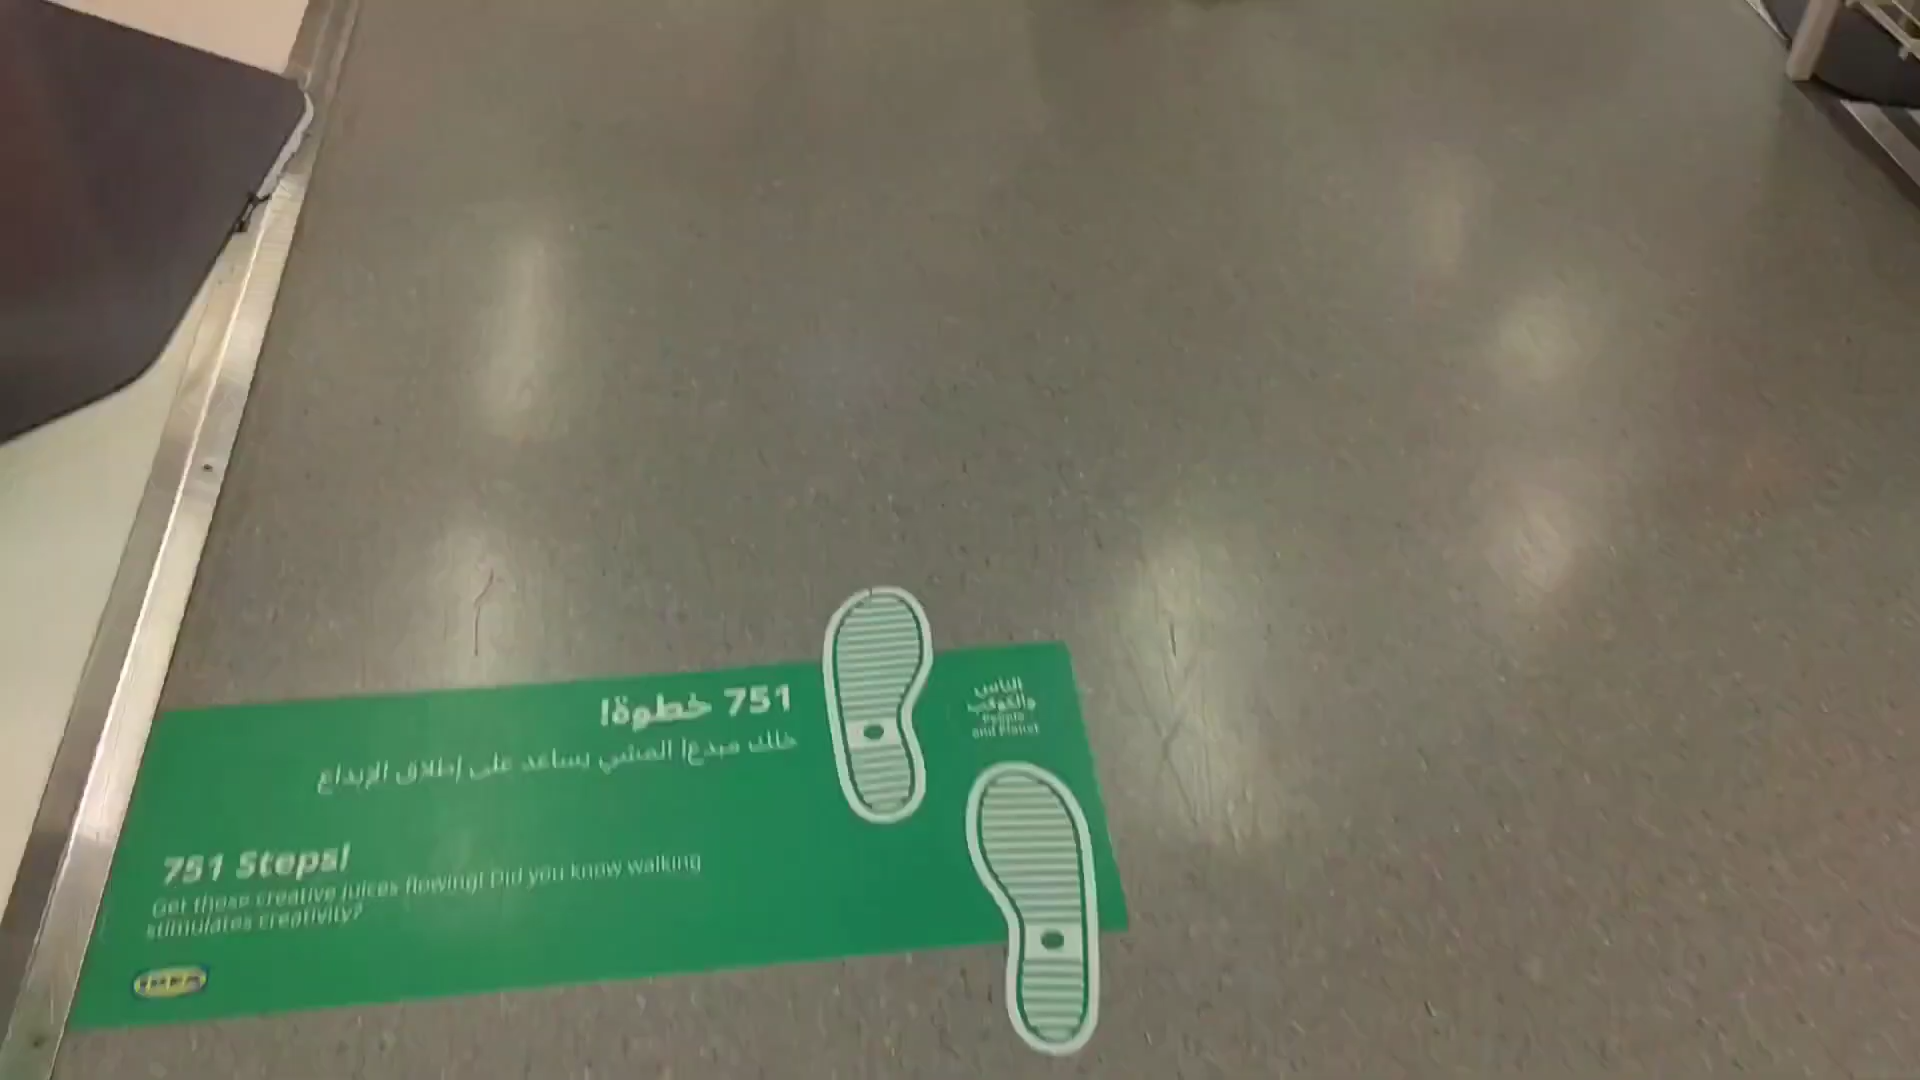 751 خطوة!
خلك مبدع! المشي يساعد على إطلاق الإبداع
الناس
والكوكب
People
and Planet
751 Steps!
Get those creative juices flowing! Did you know walking
stimulates creativity?
IKEA